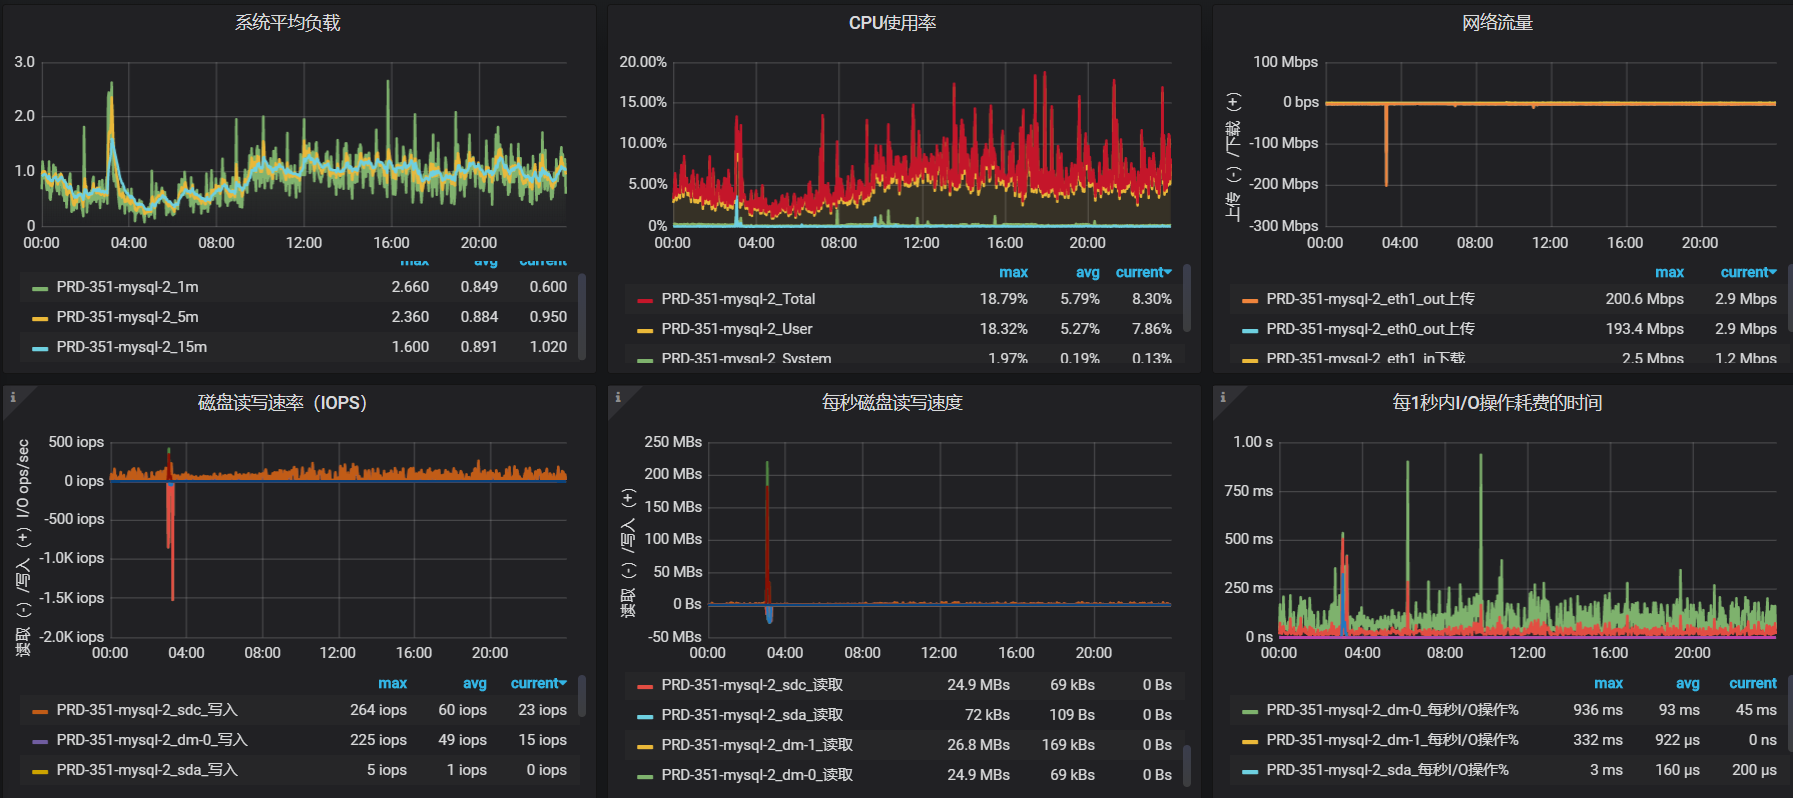 系统平均负载
3.0
2.0
1.0
0
00:00 04:00 08:00 12:00 16:00 20:00
max avg current
PRD-351-mysql-2_1m 2.660 0.849 0.600
PRD-351-mysql-2_5m 2.360 0.884 0.950
PRD-351-mysql-2_15m 1.600 0.891 1.020
CPU使用率
20.00%
15.00%
10.00%
5.00%
0%
00:00 04:00 08:00 12:00 16:00 20:00
max avg current
PRD-351-mysql-2_Total 18.79% 5.79% 8.30%
PRD-351-mysql-2_User 18.32% 5.27% 7.86%
PRD-351-mysql-2_System 1.97% 0.19% 0.13%
网络流量
上传（-）/下载（+）
100 Mbps
0 bps
-100 Mbps
-200 Mbps
-300 Mbps
00:00 04:00 08:00 12:00 16:00 20:00
max current
PRD-351-mysql-2_eth1_out上传 200.6 Mbps 2.9 Mbps
PRD-351-mysql-2_eth0_out上传 193.4 Mbps 2.9 Mbps
PRD-351-mysql-2_eth1_in下载 2.5 Mbps 1.2 Mbps
i
磁盘读写速率（IOPS）
读取（-）/写入（+）I/O ops/sec
500 iops
0 iops
-500 iops
-1.0K iops
-1.5K iops
-2.0K iops
00:00 04:00 08:00 12:00 16:00 20:00
max avg current
PRD-351-mysql-2_sdc_写入 264 iops 60 iops 23 iops
PRD-351-mysql-2_dm-0_写入 225 iops 49 iops 15 iops
PRD-351-mysql-2_sda_写入 5 iops 1 iops 0 iops
i
每秒磁盘读写速度
读取（-）/写入（+）
250 MBs
200 MBs
150 MBs
100 MBs
50 MBs
0 Bs
-50 MBs
00:00 04:00 08:00 12:00 16:00 20:00
PRD-351-mysql-2_sdc_读取 24.9 MBs 69 kBs 0 Bs
PRD-351-mysql-2_sda_读取 72 kBs 109 Bs 0 Bs
PRD-351-mysql-2_dm-1_读取 26.8 MBs 169 kBs 0 Bs
PRD-351-mysql-2_dm-0_读取 24.9 MBs 69 kBs 0 Bs
i
每1秒内I/O操作耗费的时间
1.00 s
750 ms
500 ms
250 ms
0 ns
00:00 04:00 08:00 12:00 16:00 20:00
max avg current
PRD-351-mysql-2_dm-0_每秒I/O操作% 936 ms 93 ms 45 ms
PRD-351-mysql-2_dm-1_每秒I/O操作% 332 ms 922 µs 0 ns
PRD-351-mysql-2_sda_每秒I/O操作% 3 ms 160 µs 200 µs